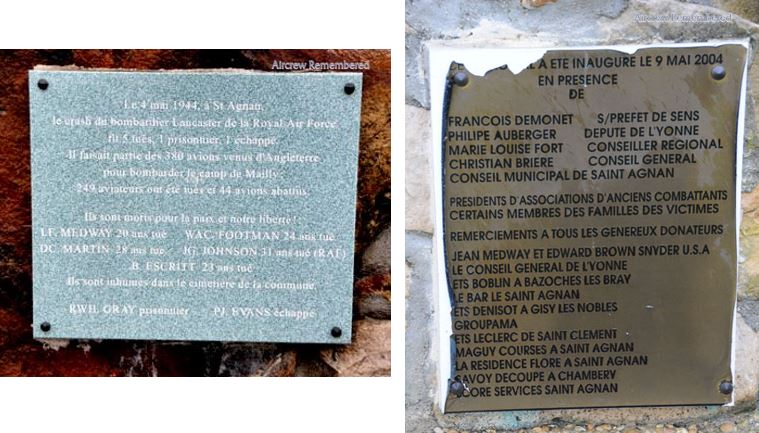 Aircrew Remembered
Le 4 mai 1944, à St Agnan,
le crash du bombardier Lancaster de la Royal Air Force
fit 5 tués, 1 prisonnier, 1 échappé.
Il faisait partie des 380 avions venus d'Angleterre
pour bombarder le camp de Mailly :
249 aviateurs ont été tués et 44 avions abattus.
Ils sont morts pour la paix et notre liberté !
LF. MEDWAY 20 ans tué WAC. FOOTMAN 24 ans tué
DC. MARTIN 28 ans tué JG. JOHNSON 31 ans tué (RAF)
B. ESCRITT 23 ans tué
Ils sont inhumés dans le cimetière de la commune.
RWH. GRAY prisonnier PJ. EVANS échappé
Aircrew Remembered
A ETE INAUGURE LE 9 MAI 2004
EN PRESENCE
DE
FRANCOIS DEMONET S/PREFET DE SENS
PHILIPE AUBERGER DEPUTE DE L'YONNE
MARIE LOUISE FORT CONSEILLER REGIONAL
CHRISTIAN BRIERE CONSEIL GENERAL
CONSEIL MUNICIPAL DE SAINT AGNAN
PRESIDENTS D'ASSOCIATIONS D'ANCIENS COMBATTANTS
CERTAINS MEMBRES DES FAMILLES DES VICTIMES
REMERCIEMENTS A TOUS LES GENEREUX DONATEURS
JEAN MEDWAY ET EDWARD BROWN SNYDER U.S.A
LE CONSEIL GENERAL DE L'YONNE
ETS BOBLIN A BAZOCHES LES BRAY
LE BAR LE SAINT AGNAN
ETS DENISOT A GISY LES NOBLES
GROUPAMA
ETS LECLERC DE SAINT CLEMENT
MAGUY COURSES A SAINT AGNAN
LA RESIDENCE FLORE A SAINT AGNAN
SAVOY DECOUPE A CHAMBERY
SERVICES SAINT AGNAN